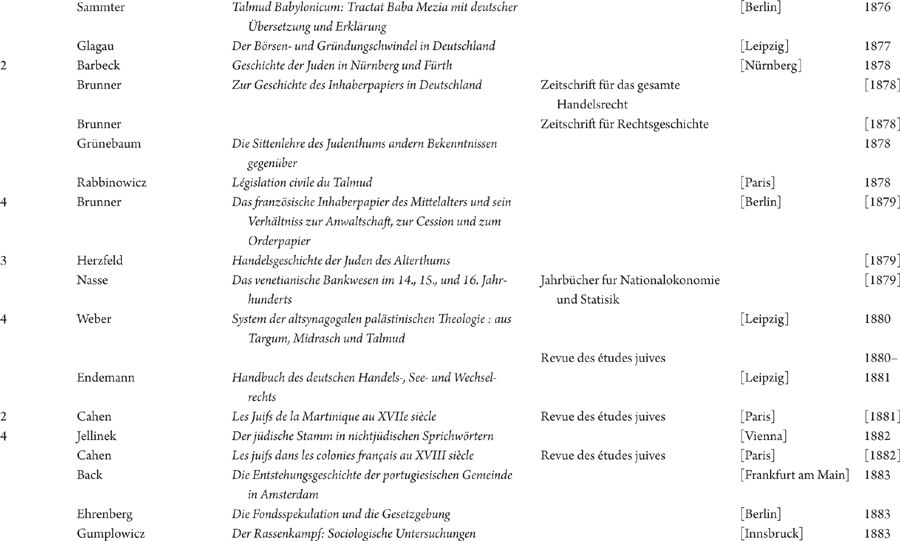 Sammter Talmud Babylonicum: Tractat Baba Mezia mit deutscher [Berlin] 1876
Übersetzung und Erklärung
Glagau Der Börsen- und Gründungschwindel in Deutschland [Leipzig] 1877
2 Barbeck Geschichte der Juden in Nürnberg und Fürth [Nürnberg] 1878
Brunner Zur Geschichte des Inhaberpapiers in Deutschland Zeitschrift für das gesamte [1878]
Handelsrecht
Brunner Zeitschrift für Rechtsgeschichte [1878]
Grünebaum Die Sittenlehre des Judenthums andern Bekenntnissen 1878
gegenüber
Rabbinowicz Législation civile du Talmud [Paris] 1878
4 Brunner Das französische Inhaberpapier des Mittelalters und sein [Berlin] [1879]
Verhältniss zur Anwaltschaft, zur Cession und zum
Orderpapier
3 Herzfeld Handelsgeschichte der Juden des Alterthums [1879]
Nasse Das venetianische Bankwesen im 14., 15., und 16. Jahr- Jahrbücher fur Nationalokonomie [1879]
hunderts und Statisik
4 Weber System der altsynagogalen palästinischen Theologie : aus [Leipzig] 1880
Targum, Midrasch und Talmud
Revue des études juives 1880–
Endemann Handbuch des deutschen Handels-, See- und Wechsel- [Leipzig] 1881
rechts
2 Cahen Les Juifs de la Martinique au XVIIe siècle Revue des études juives [Paris] [1881]
4 Jellinek Der jüdische Stamm in nichtjüdischen Sprichwörtern [Vienna] 1882
Cahen Les juifs dans les colonies français au XVIII siècle Revue des études juives [Paris] [1882]
Back Die Entstehungsgeschichte der portugiesischen Gemeinde [Frankfurt am Main] 1883
in Amsterdam
Ehrenberg Die Fondsspekulation und die Gesetzgebung [Berlin] 1883
Gumplowicz Der Rassenkampf: Sociologische Untersuchungen [Innsbruck] 1883